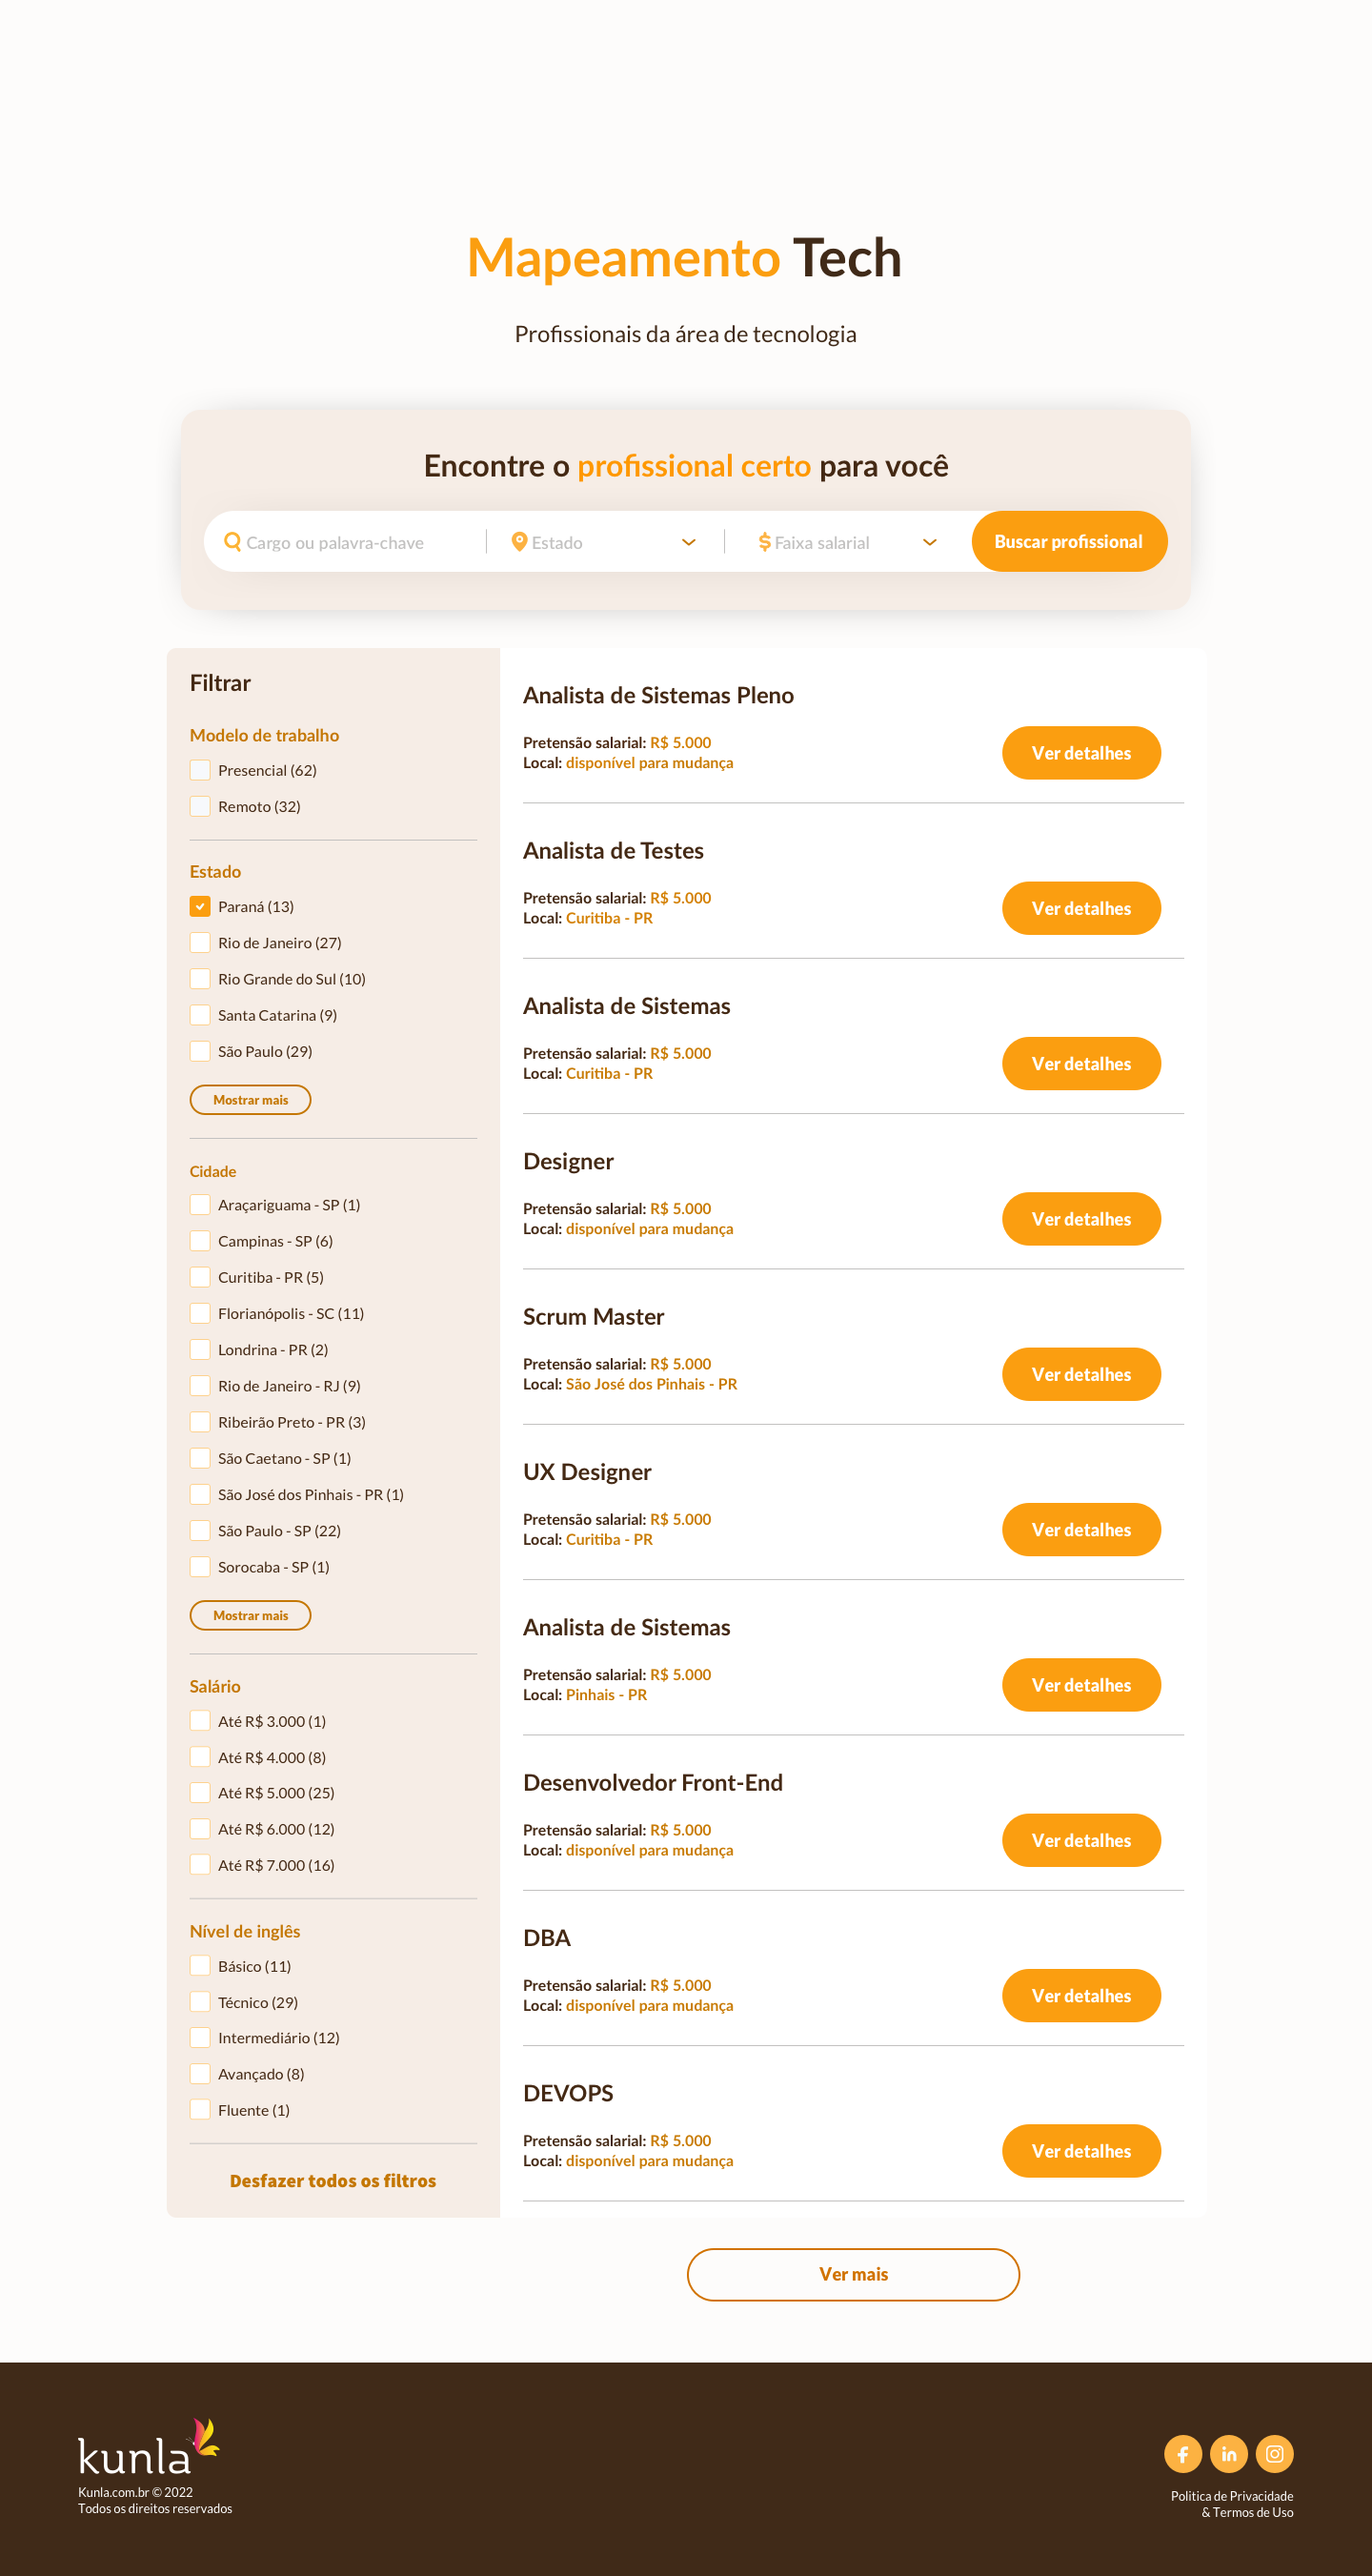 Mapeamento Tech
Profissionais da área de tecnologia
Encontre o profissional certo para você
Cargo ou palavra-chave
Estado
Faixa salarial
Buscar profissional
Filtrar
Modelo de trabalho
Presencial (62)
Remoto (32)
Estado
Paraná (13)
Rio de Janeiro (27)
Rio Grande do Sul (10)
Santa Catarina (9)
São Paulo (29)
Mostrar mais
Cidade
Araçariguama - SP (1)
Campinas - SP (6)
Curitiba - PR (5)
Florianópolis - SC (11)
Londrina - PR (2)
Rio de Janeiro - RJ (9)
Ribeirão Preto - PR (3)
São Caetano - SP (1)
São José dos Pinhais - PR (1)
São Paulo - SP (22)
Sorocaba - SP (1)
Mostrar mais
Salário
Até R$ 3.000 (1)
Até R$ 4.000 (8)
Até R$ 5.000 (25)
Até R$ 6.000 (12)
Até R$ 7.000 (16)
Nível de inglês
Básico (11)
Técnico (29)
Intermediário (12)
Avançado (8)
Fluente (1)
Desfazer todos os filtros
Analista de Sistemas Pleno
Pretensão salarial: R$ 5.000
Local: disponível para mudança
Ver detalhes
Analista de Testes
Pretensão salarial: R$ 5.000
Local: Curitiba - PR
Ver detalhes
Analista de Sistemas
Pretensão salarial: R$ 5.000
Local: Curitiba - PR
Ver detalhes
Designer
Pretensão salarial: R$ 5.000
Local: disponível para mudança
Ver detalhes
Scrum Master
Pretensão salarial: R$ 5.000
Local: São José dos Pinhais - PR
Ver detalhes
UX Designer
Pretensão salarial: R$ 5.000
Local: Curitiba - PR
Ver detalhes
Analista de Sistemas
Pretensão salarial: R$ 5.000
Local: Pinhais - PR
Ver detalhes
Desenvolvedor Front-End
Pretensão salarial: R$ 5.000
Local: disponível para mudança
Ver detalhes
DBA
Pretensão salarial: R$ 5.000
Local: disponível para mudança
Ver detalhes
DEVOPS
Pretensão salarial: R$ 5.000
Local: disponível para mudança
Ver detalhes
Ver mais
kunla
Kunla.com.br © 2022
Todos os direitos reservados
Politica de Privacidade
& Termos de Uso